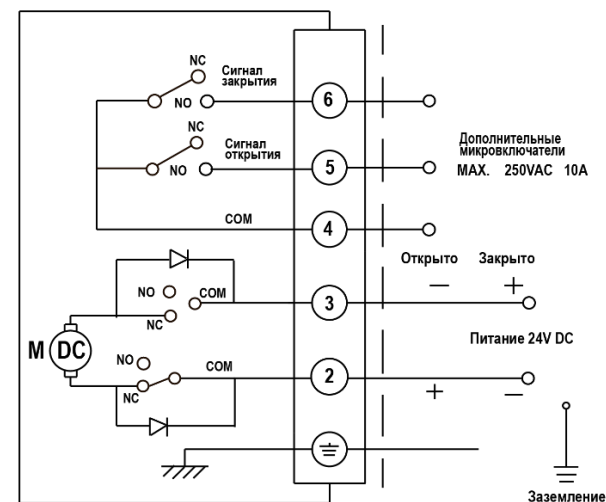 NC
Сигнал
закрытия
NO
6
NC
Сигнал
открытия
NO
5
Дополнительные
микровключатели
MAX. 250VAC 10A
COM
4
Открыто Закрыто
− +
NO
COM
3
NC
Питание 24V DC
M DC
NO
COM
2
NC
+ −
Заземление